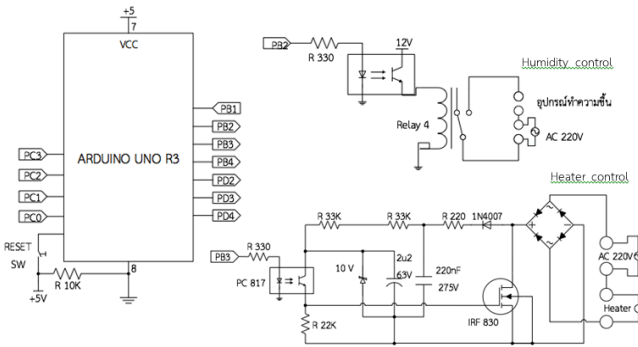 +5
7
VCC
ARDUINO UNO R3
PB1
PB2
PB3
PB4
PD2
PD3
PD4
PC3
PC2
PC1
PC0
RESET
SW
+5V
R 10K
8
PB2
R 330
12V
Relay 4
Humidity control
อุปกรณ์ทำความชื้น
AC 220V
Heater control
R 33K
R 33K
R 220
1N4007
PB3
R 330
PC 817
10 V
2u2
63V
220nF
275V
R 22K
IRF 830
AC 220V
Heater